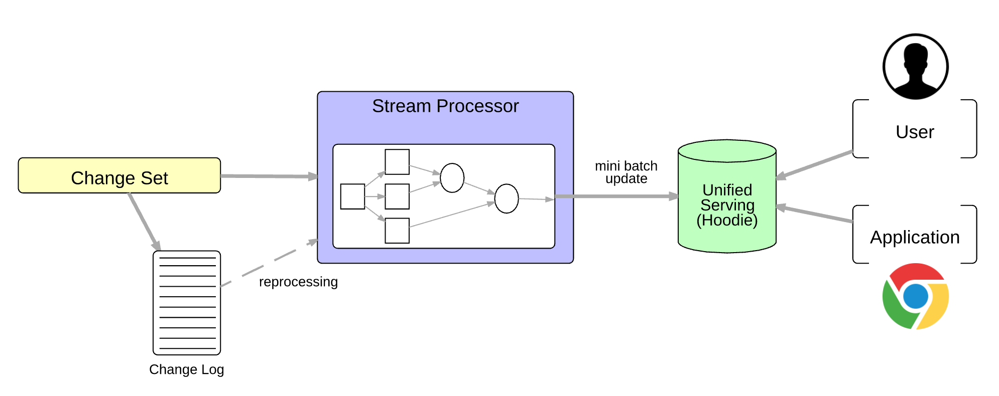 Stream Processor
Change Set
mini batch
update
Unified
Serving
(Hoodie)
User
Application
reprocessing
Change Log